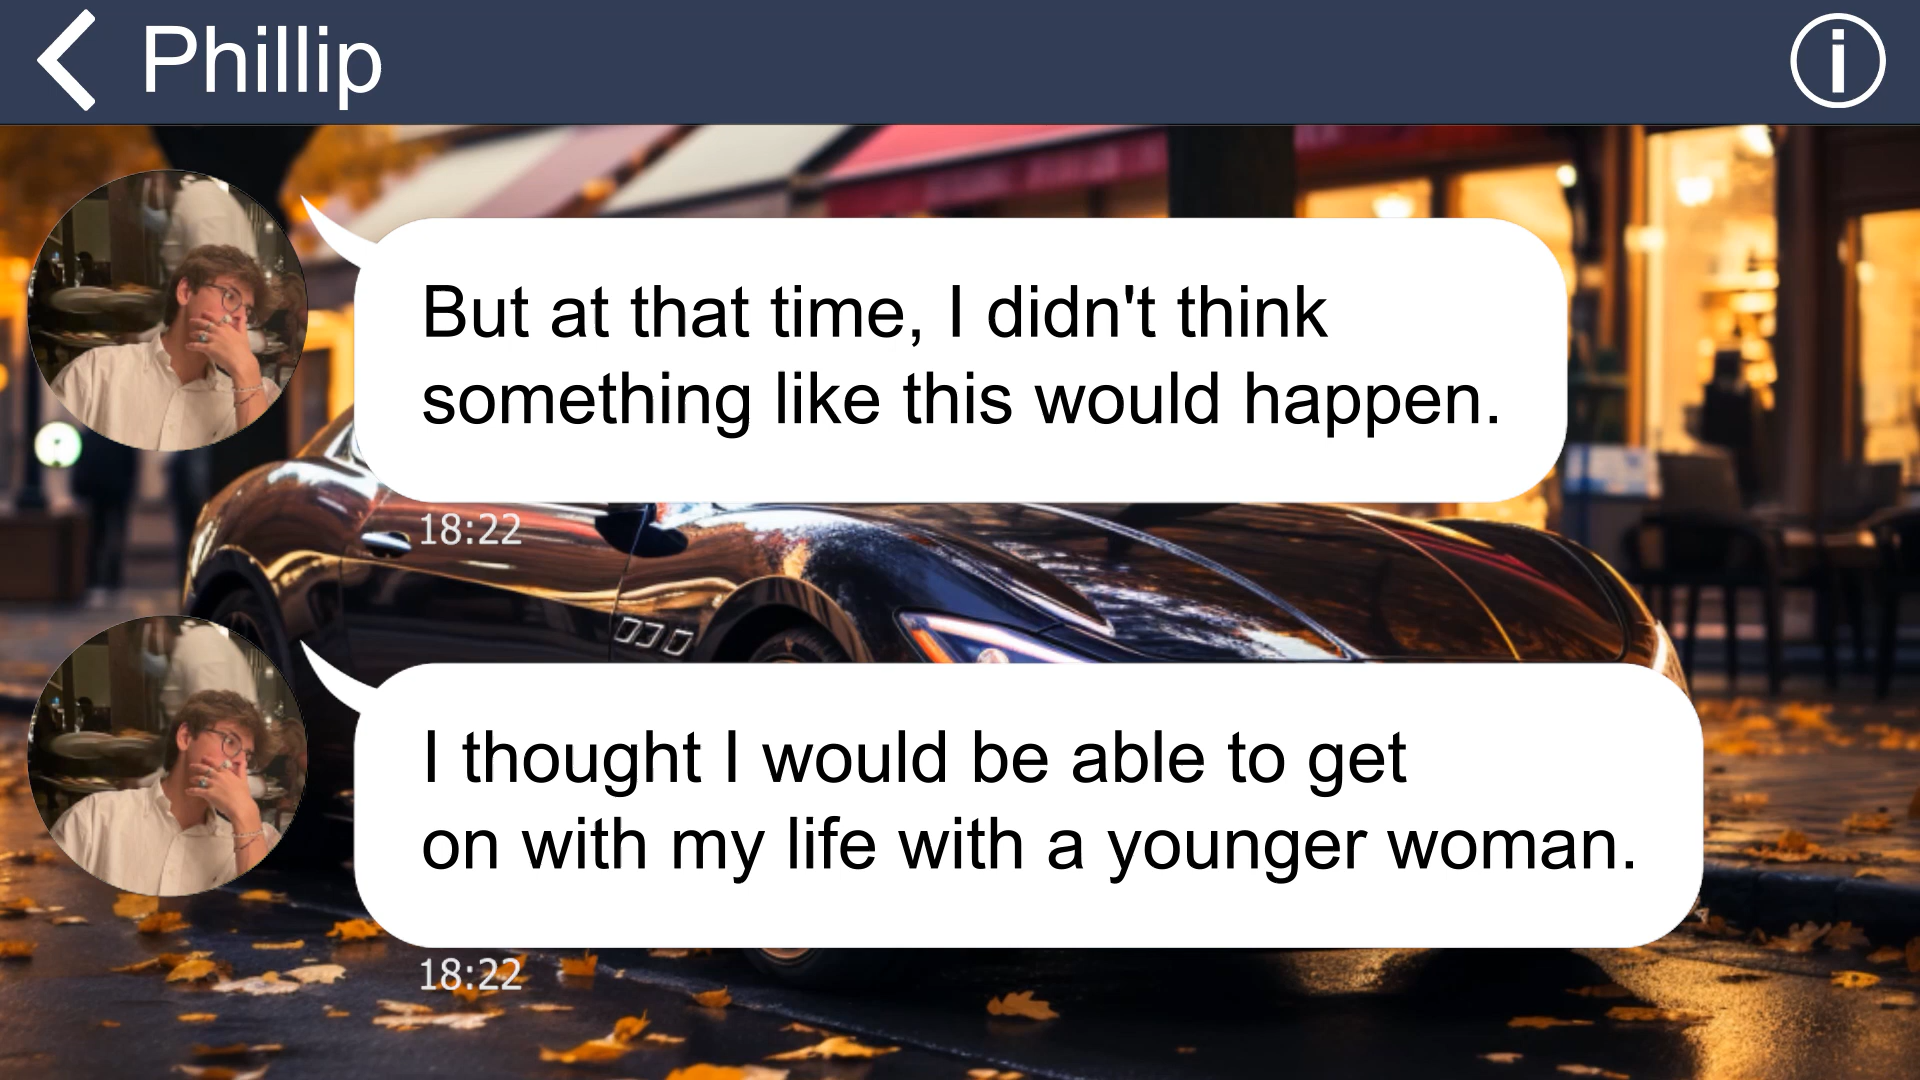 Phillip
But at that time, I didn't think
something like this would happen.
18:22
I thought I would be able to get
on with my life with a younger woman.
18:22